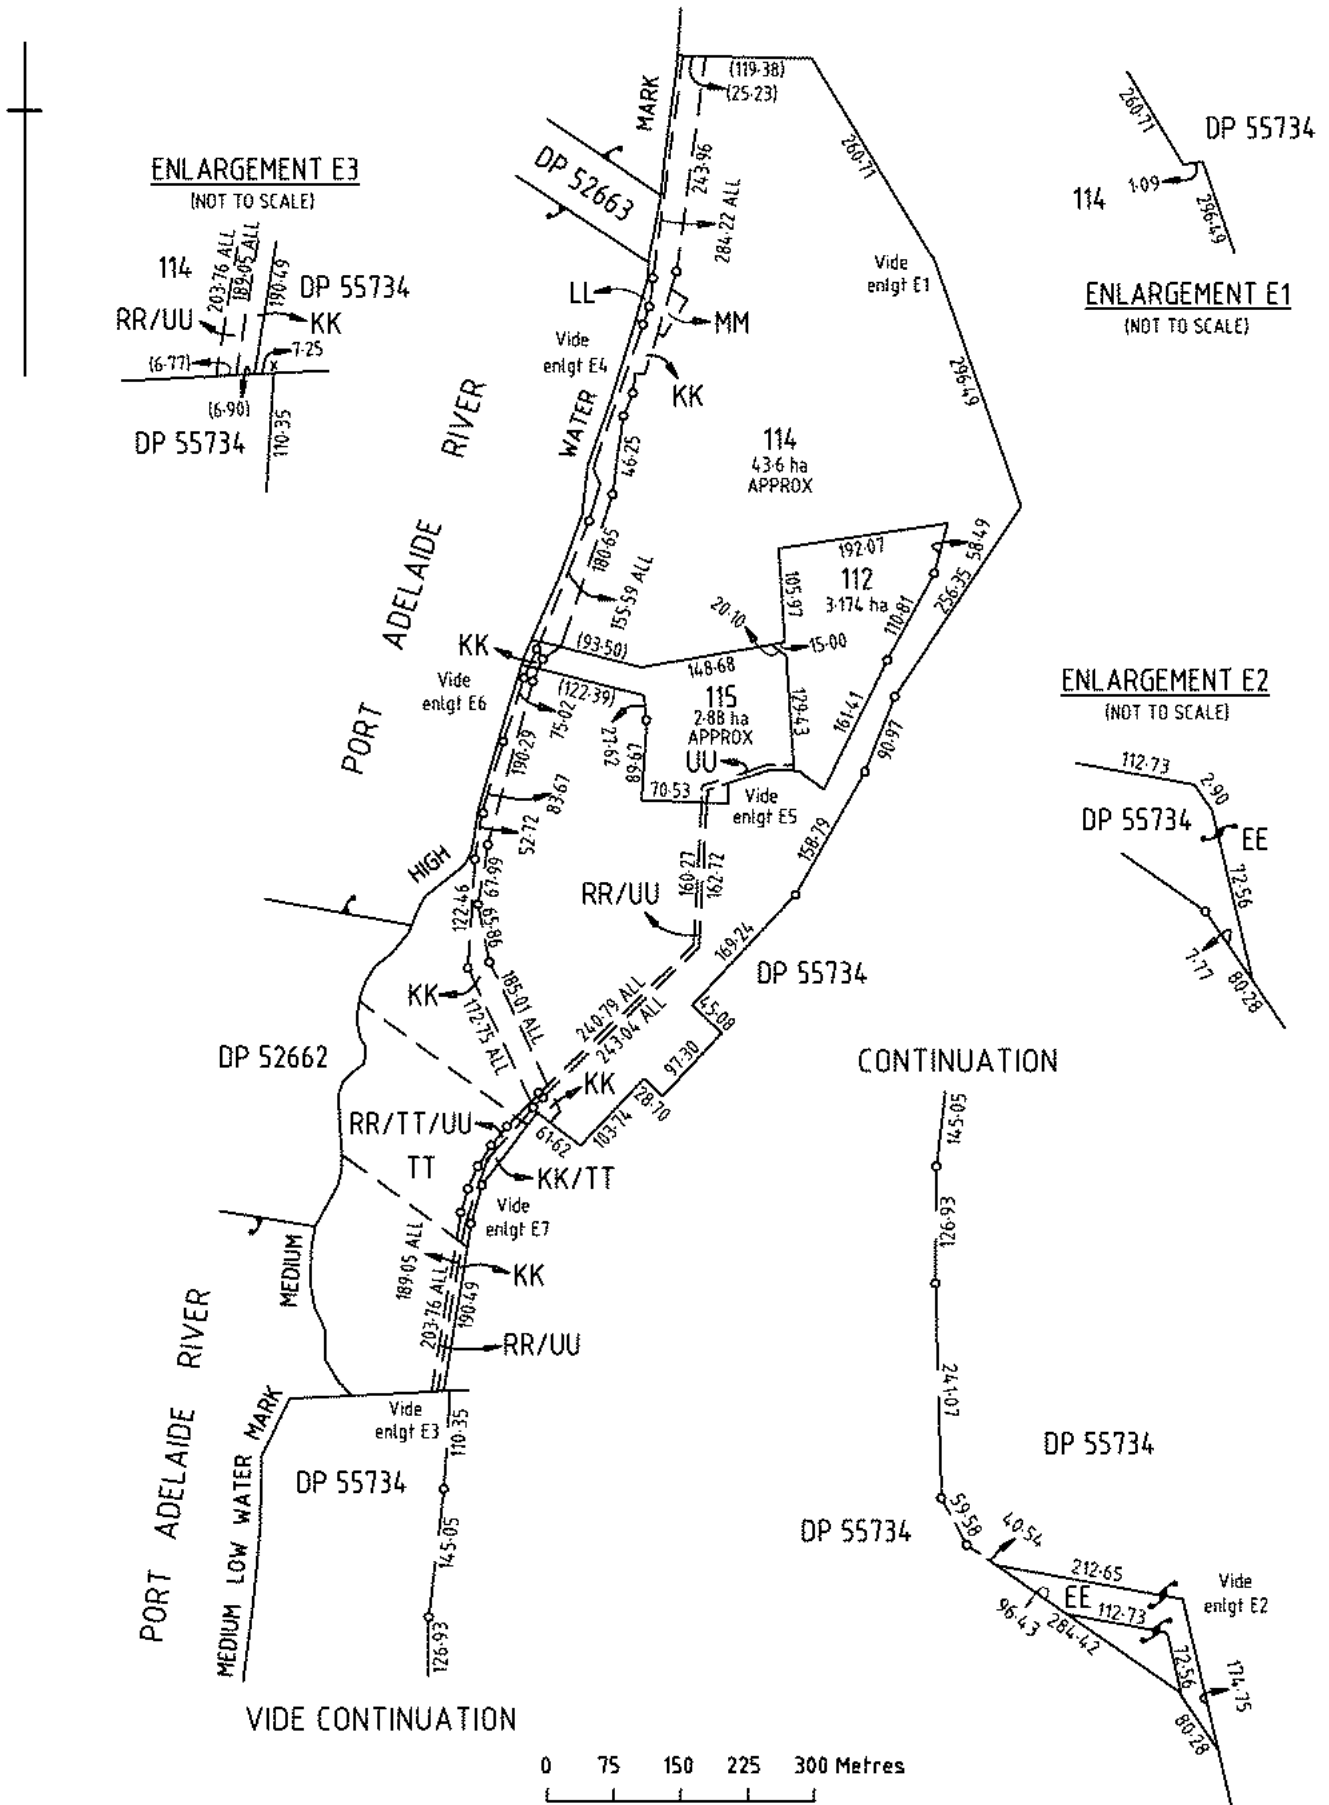 (119·38)
(25·23)
MARK
DP 52663
243·96
284·22 ALL
260·71
260·71
DP 55734
114
1·09
296·49
ENLARGEMENT E1
(NOT TO SCALE)
ENLARGEMENT E3
(NOT TO SCALE)
114
203·76 ALL
189·05 ALL
190·49
DP 55734
RR/UU
KK
(6·77)
7·25
(6·90)
DP 55734
110·35
Vide
enlgt E1
LL
MM
Vide
enlgt E4
KK
WATER
296·49
PORT ADELAIDE RIVER
46·25
114
43·6 ha
APPROX
180·65
155·59 ALL
192·07
58·49
112
3·174 ha
105·97
256·35
110·81
20·10
15·00
KK
(93·50)
148·68
Vide
enlgt E6
(122·39)
115
2·88 ha
APPROX
129·43
161·41
75·02
27·62
89·67
90·97
190·29
UU
70·53
Vide
enlgt E5
83·67
52·72
158·79
ENLARGEMENT E2
(NOT TO SCALE)
112·73
2·90
DP 55734
EE
72·56
7·77
80·28
HIGH
67·99
122·46
98·59
160·27
162·72
RR/UU
169·24
DP 55734
KK
185·01 ALL
172·75 ALL
240·79 ALL
243·04 ALL
45·08
97·30
28·70
103·74
DP 52662
KK
61·62
RR/TT/UU
TT
KK/TT
Vide
enlgt E7
189·05 ALL
MEDIUM
KK
203·76 ALL
190·49
RR/UU
Vide
enlgt E3
110·35
DP 55734
145·05
126·93
PORT ADELAIDE RIVER
MEDIUM LOW WATER MARK
VIDE CONTINUATION
CONTINUATION
145·05
126·93
241·07
DP 55734
DP 55734
59·58
40·54
212·65
Vide
enlgt E2
EE
112·73
96·43
284·42
72·56
174·75
80·28
0 75 150 225 300 Metres